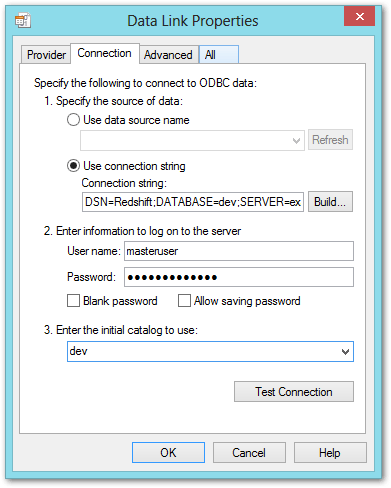 Data Link Properties
Provider Connection Advanced All
Specify the following to connect to ODBC data:
1. Specify the source of data:
Use data source name
Refresh
Use connection string
Connection string:
DSN=Redshift;DATABASE=dev;SERVER=ex Build...
2. Enter information to log on to the server
User name: masteruser
Password: ●●●●●●●●●●●●●
Blank password Allow saving password
3. Enter the initial catalog to use:
dev
Test Connection
OK Cancel Help